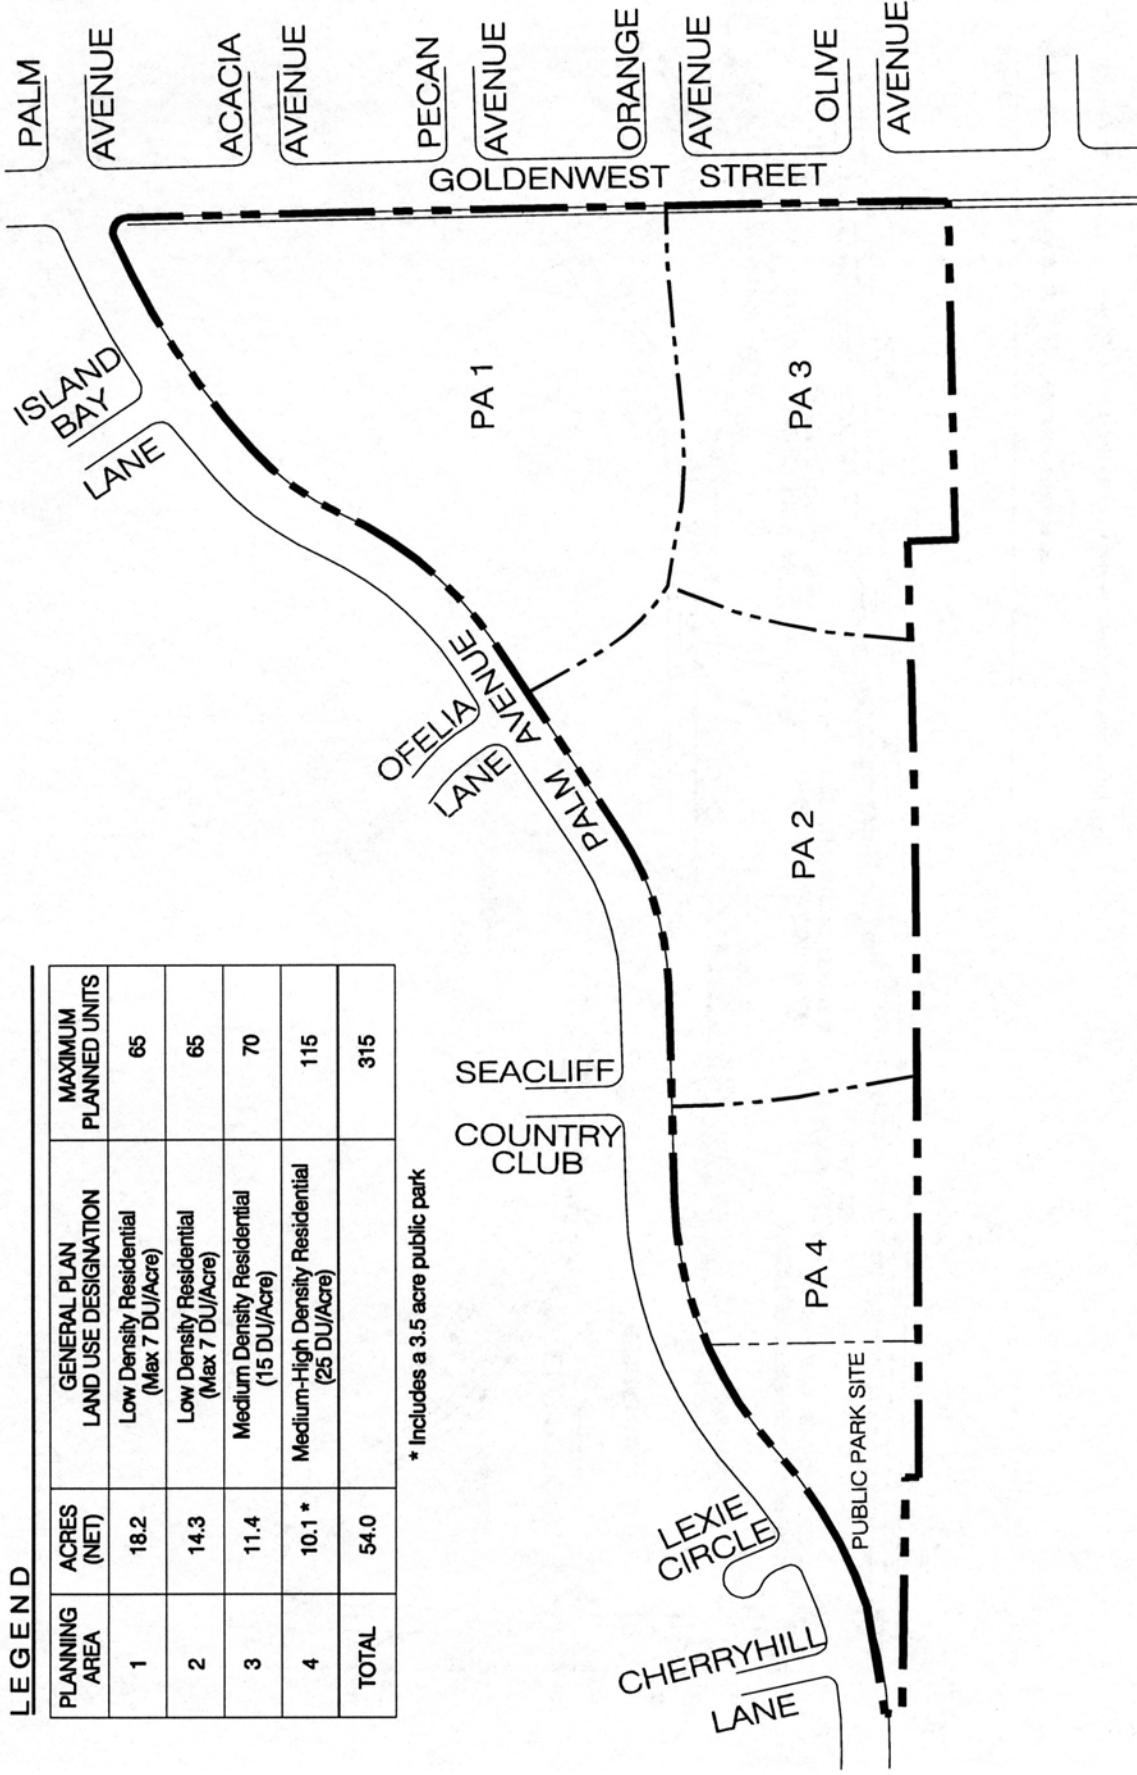 LEGEND
PLANNING
AREA
ACRES
(NET)
GENERAL PLAN
LAND USE DESIGNATION
MAXIMUM
PLANNED UNITS
1
18.2
Low Density Residential
(Max 7 DU/Acre)
65
2
14.3
Low Density Residential
(Max 7 DU/Acre)
65
3
11.4
Medium Density Residential
(15 DU/Acre)
70
4
10.1 *
Medium-High Density Residential
(25 DU/Acre)
115
TOTAL
54.0
315
* Includes a 3.5 acre public park
ISLAND
BAY
LANE
PALM
AVENUE
ACACIA
AVENUE
PECAN
AVENUE
ORANGE
AVENUE
OLIVE
AVENUE
GOLDENWEST STREET
OFELIA
LANE
PALM AVENUE
SEACLIFF
COUNTRY
CLUB
LEXIE
CIRCLE
CHERRYHILL
LANE
PUBLIC PARK SITE
PA 4
PA 2
PA 1
PA 3